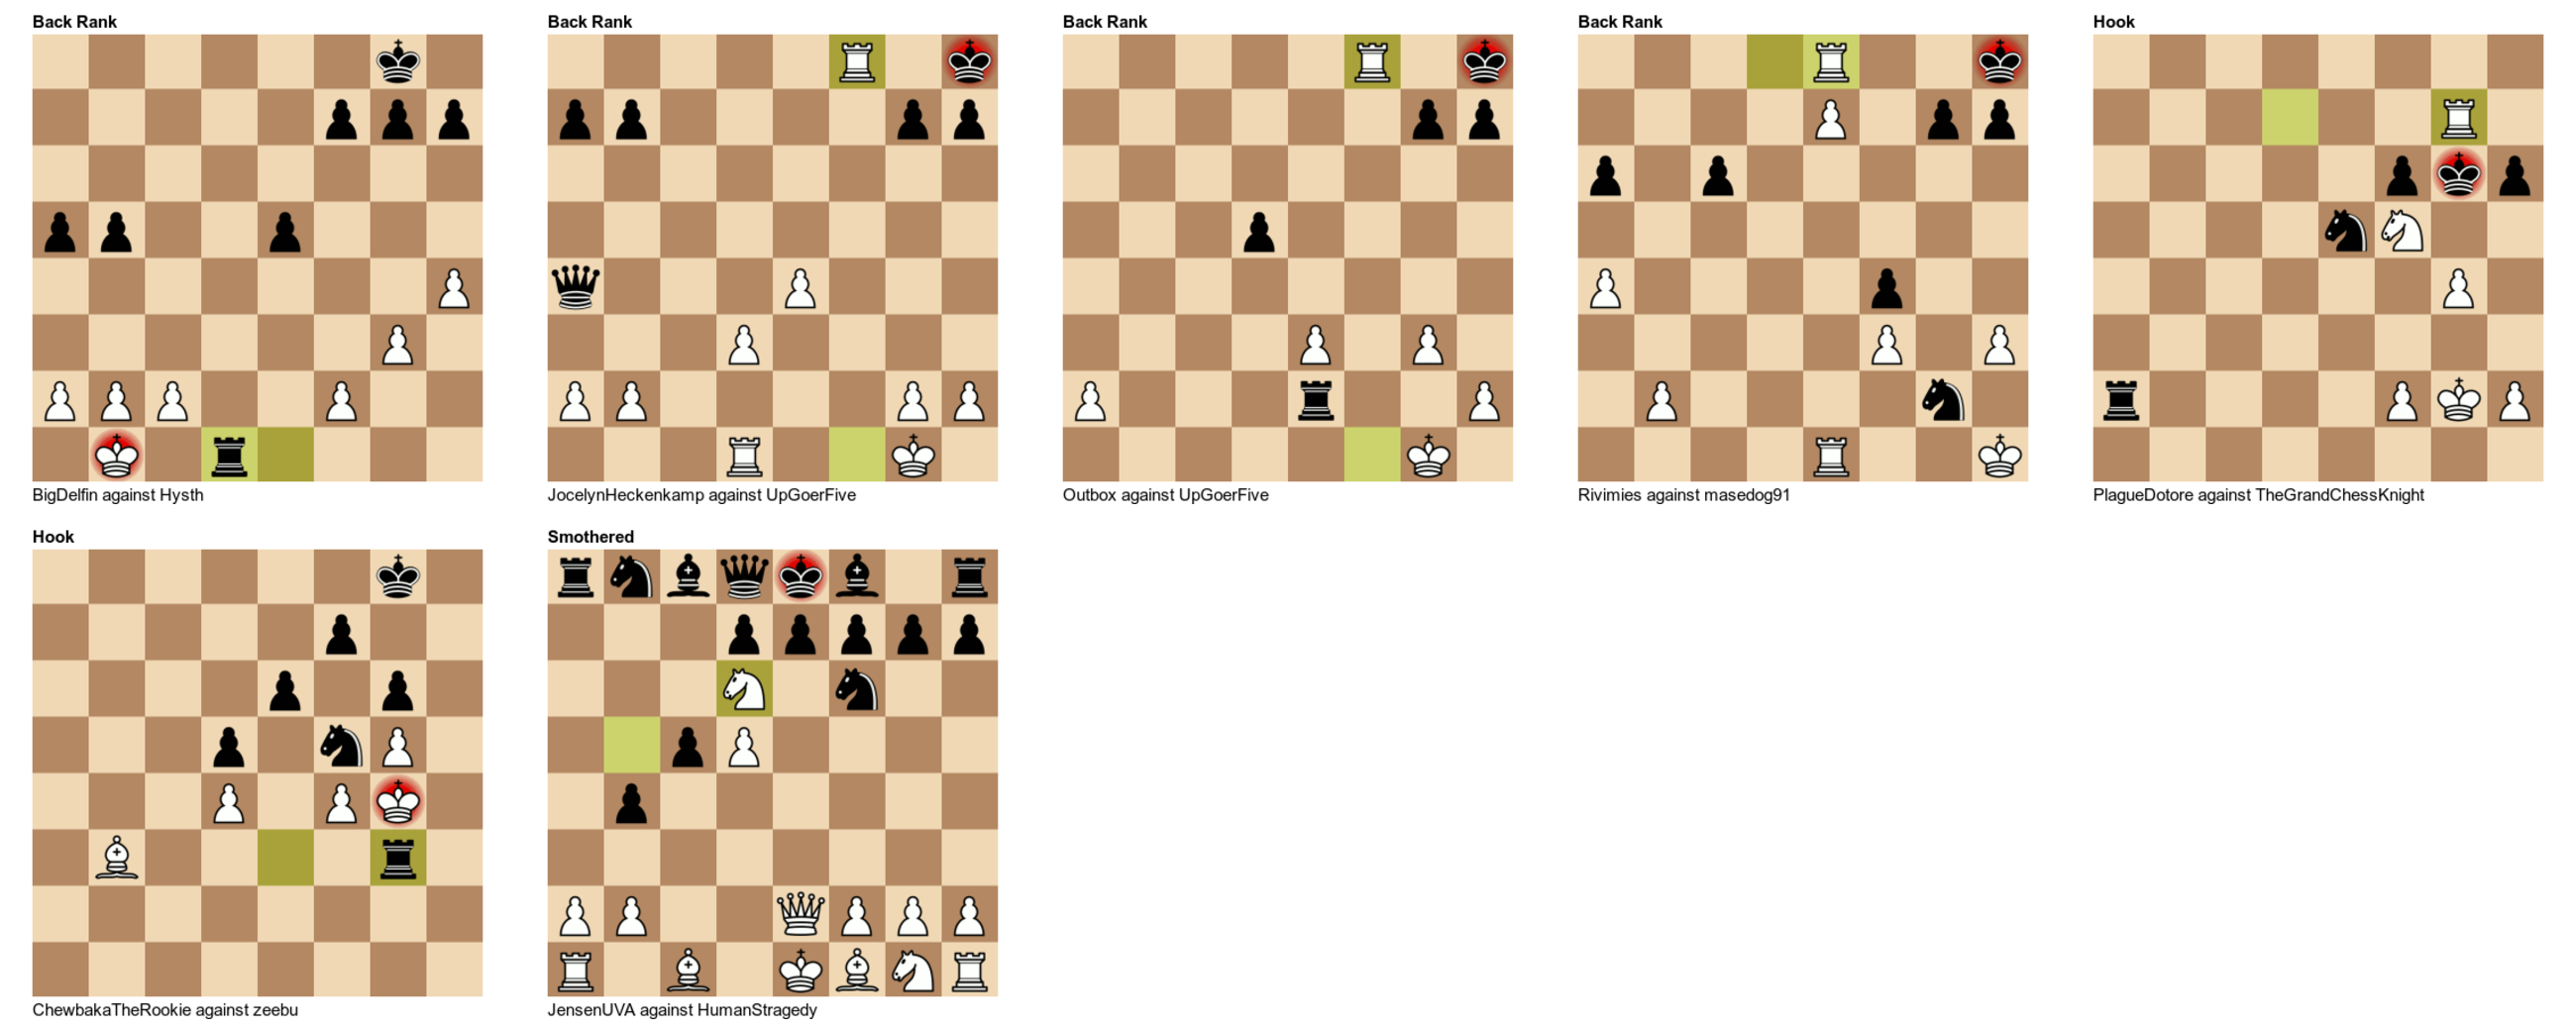 Back Rank
Back Rank
Back Rank
Back Rank
Hook
BigDelfin against Hysth
JocelynHeckenkamp against UpGoerFive
Outbox against UpGoerFive
Rivimies against masedog91
PlagueDotore against TheGrandChessKnight
Hook
Smothered
ChewbakaTheRookie against zeebu
JensenUVA against HumanStragedy